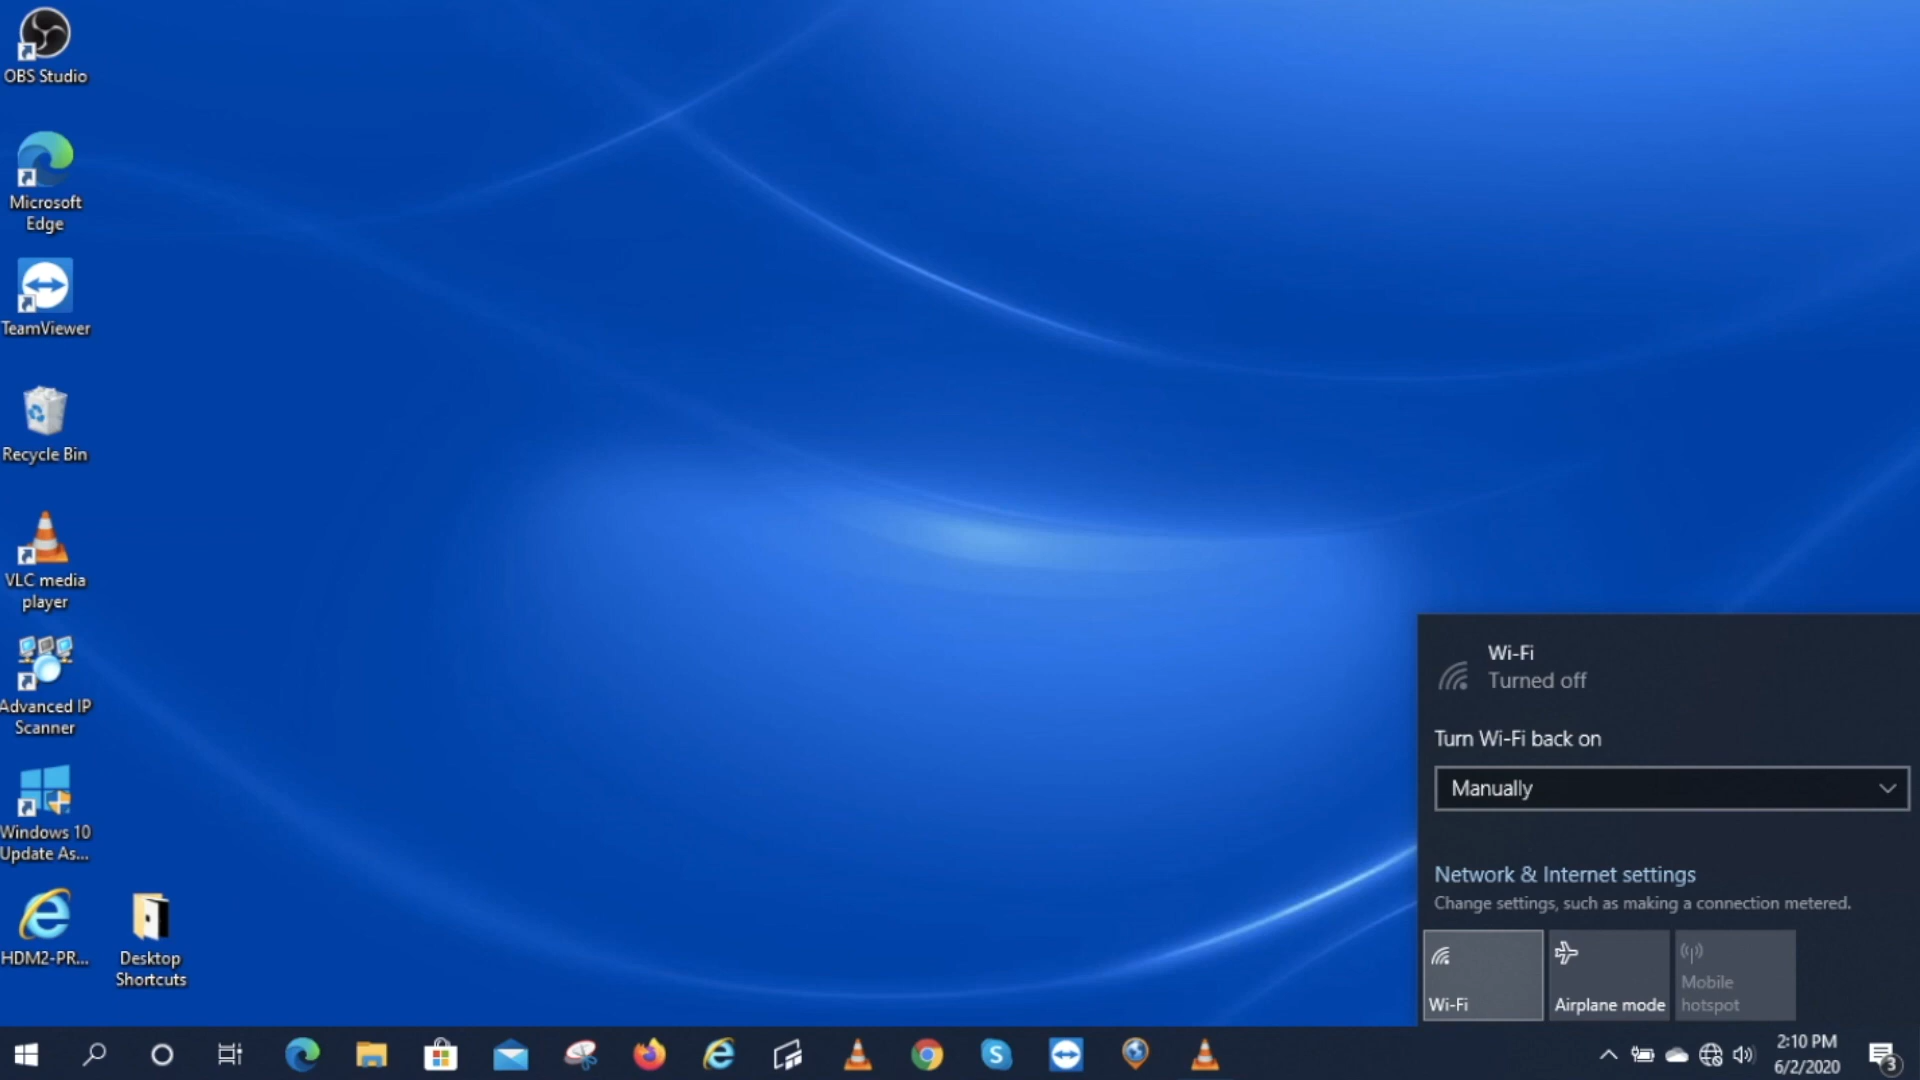 OBS Studio
Microsoft
Edge
TeamViewer
Recycle Bin
VLC media
player
Advanced IP
Scanner
Windows 10
Update As...
HDM2-PR...
Desktop
Shortcuts
Wi-Fi
Turned off
Turn Wi-Fi back on
Manually
Network & Internet settings
Change settings, such as making a connection metered.
Wi-Fi
Airplane mode
Mobile
hotspot
2:10 PM
6/2/2020
3